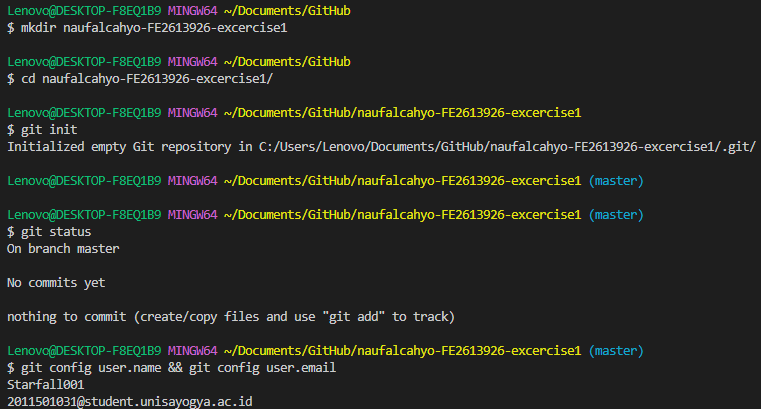 Lenovo@DESKTOP-F8EQ1B9 MINGW64 ~/Documents/GitHub
$ mkdir naufalcahyo-FE2613926-excercise1
Lenovo@DESKTOP-F8EQ1B9 MINGW64 ~/Documents/GitHub
$ cd naufalcahyo-FE2613926-excercise1/
Lenovo@DESKTOP-F8EQ1B9 MINGW64 ~/Documents/GitHub/naufalcahyo-FE2613926-excercise1
$ git init
Initialized empty Git repository in C:/Users/Lenovo/Documents/GitHub/naufalcahyo-FE2613926-excercise1/.git/
Lenovo@DESKTOP-F8EQ1B9 MINGW64 ~/Documents/GitHub/naufalcahyo-FE2613926-excercise1 (master)
Lenovo@DESKTOP-F8EQ1B9 MINGW64 ~/Documents/GitHub/naufalcahyo-FE2613926-excercise1 (master)
$ git status
On branch master
No commits yet
nothing to commit (create/copy files and use "git add" to track)
Lenovo@DESKTOP-F8EQ1B9 MINGW64 ~/Documents/GitHub/naufalcahyo-FE2613926-excercise1 (master)
$ git config user.name && git config user.email
Starfall001
2011501031@student.unisayogya.ac.id